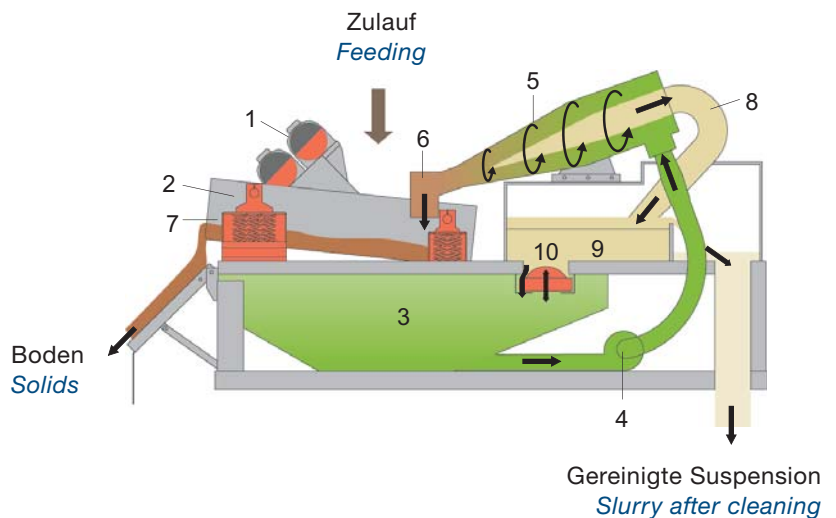 Zulauf
Feeding
1
2
7
6
5
8
10
9
3
4
Boden
Solids
Gereinigte Suspension
Slurry after cleaning